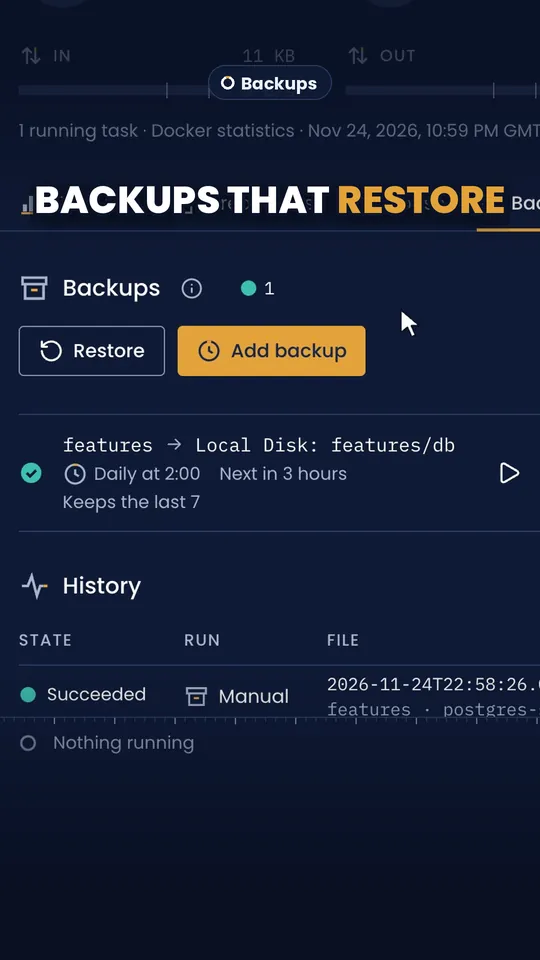 IN 11 KB OUT
Backups
1 running task · Docker statistics · Nov 24, 2026, 10:59 PM GMT
BACKUPS THAT RESTORE
Bac
Backups 1
Restore Add backup
features → Local Disk: features/db
Daily at 2:00 Next in 3 hours
Keeps the last 7
History
STATE RUN FILE
Succeeded Manual 2026-11-24T22:58:26.
features · postgres-
Nothing running